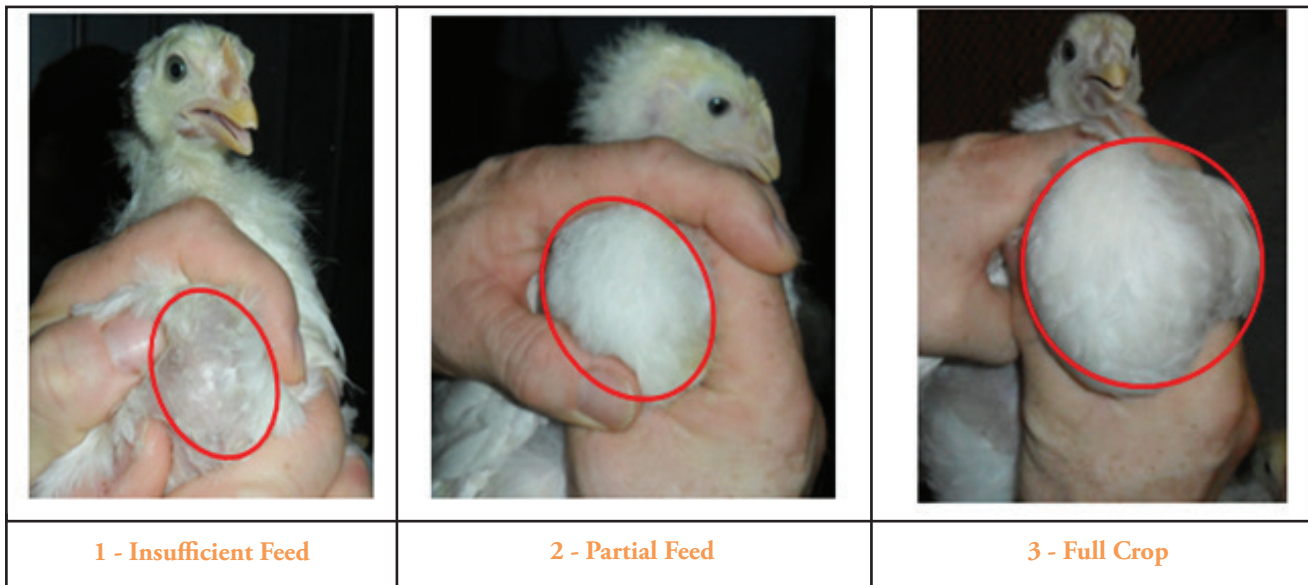 1 - Insufficient Feed
2 - Partial Feed
3 - Full Crop